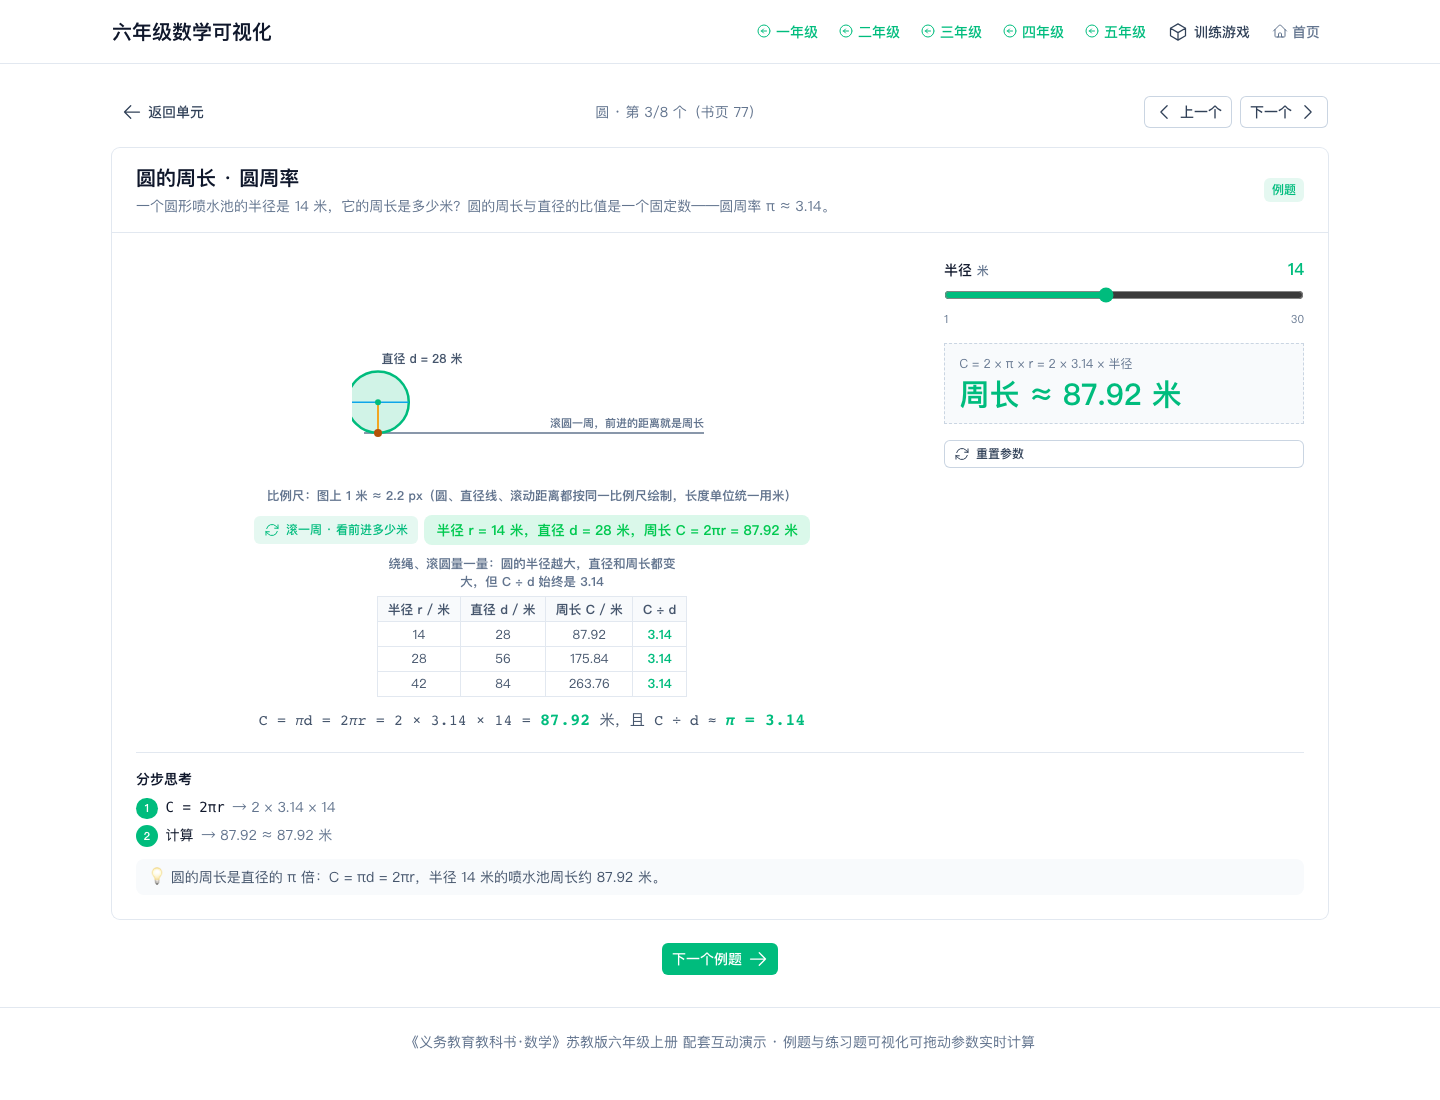 六年级数学可视化
一年级 二年级 三年级 四年级 五年级 训练游戏 首页
返回单元
圆 · 第 3/8 个（书页 77）
上一个 下一个
圆的周长 · 圆周率
一个圆形喷水池的半径是 14 米，它的周长是多少米？圆的周长与直径的比值是一个固定数——圆周率 π ≈ 3.14。
例题
直径 d = 28 米
滚圆一周，前进的距离就是周长
比例尺：图上 1 米 ≈ 2.2 px（圆、直径线、滚动距离都按同一比例尺绘制，长度单位统一用米）
滚一周 · 看前进多少米 半径 r = 14 米，直径 d = 28 米，周长 C = 2πr = 87.92 米
绕绳、滚圆量一量：圆的半径越大，直径和周长都变
大，但 C ÷ d 始终是 3.14
半径 r / 米 直径 d / 米 周长 C / 米 C ÷ d
14 28 87.92 3.14
28 56 175.84 3.14
42 84 263.76 3.14
C = πd = 2πr = 2 × 3.14 × 14 = 87.92 米，且 C ÷ d ≈ π = 3.14
半径 米 14
1 30
C = 2 × π × r = 2 × 3.14 × 半径
周长 ≈ 87.92 米
重置参数
分步思考
1 C = 2πr → 2 × 3.14 × 14
2 计算 → 87.92 ≈ 87.92 米
💡 圆的周长是直径的 π 倍：C = πd = 2πr，半径 14 米的喷水池周长约 87.92 米。
下一个例题
《义务教育教科书·数学》苏教版六年级上册 配套互动演示 · 例题与练习题可视化可拖动参数实时计算